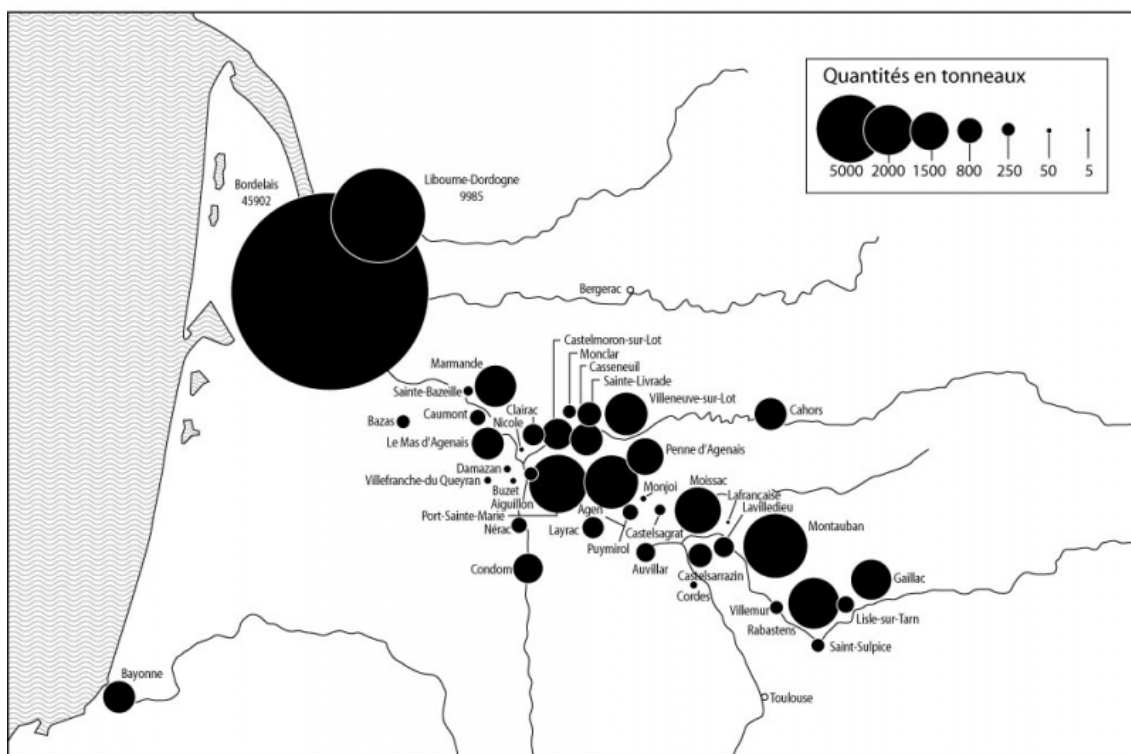 Quantités en tonneaux
5000 2000 1500 800 250 50 5
Libourne-Dordogne
9985
Bordelais
45902
Bergerac
Castelmoron-sur-Lot
Monclar
Casseneuil
Sainte-Livrade
Marmande
Sainte-Bazeille
Villeneuve-sur-Lot
Clairac
Nicole
Caumont
Bazas
Cahors
Le Mas d'Agenais
Penne d'Agenais
Damazan
Villefranche-du Queyran
Buzet
Aiguillon
Monjoi
Moissac
Lafrançaise
Lavilledieu
Port-Sainte-Marie
Agen
Nérac
Layrac
Castelsagrat
Montauban
Puymirol
Auvillar
Condom
Castelsarrazin
Gaillac
Cordes
Villemur
Lisle-sur-Tarn
Rabastens
Saint-Sulpice
Bayonne
Toulouse